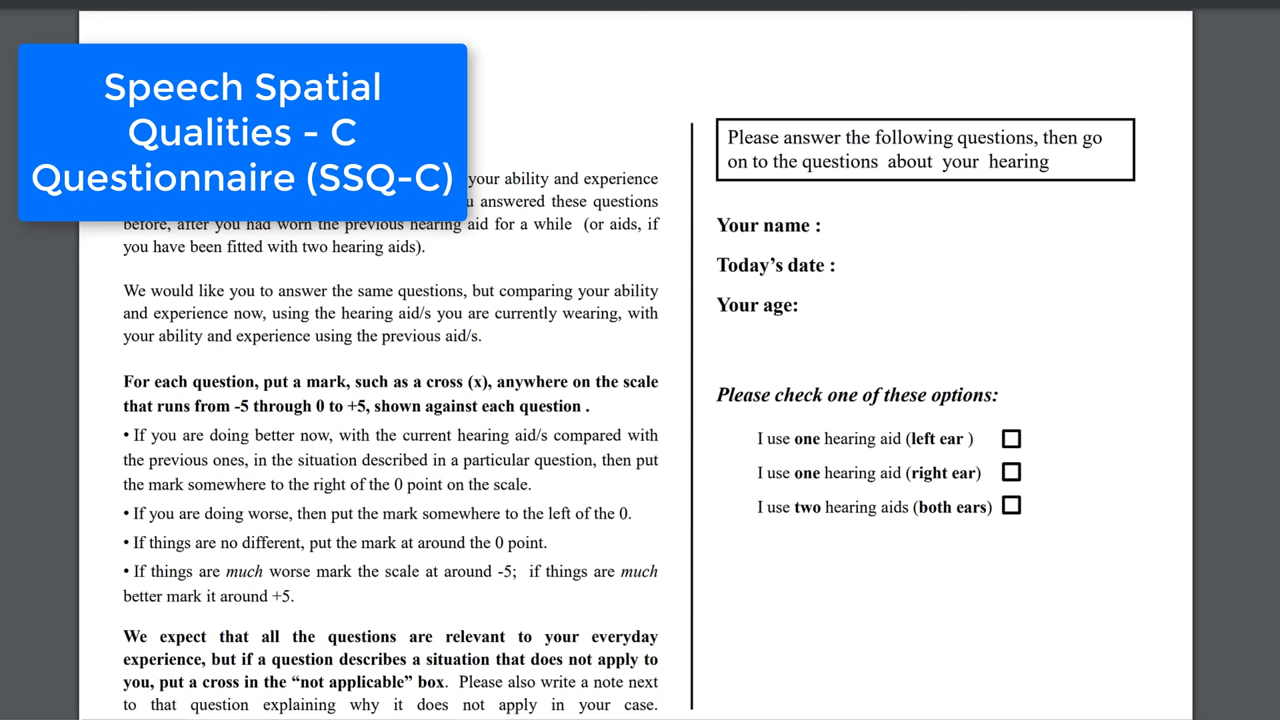 Speech Spatial
Qualities - C
Questionnaire (SSQ-C)
your ability and experience
answered these questions
before, after you had worn the previous hearing aid for a while (or aids, if
you have been fitted with two hearing aids).
We would like you to answer the same questions, but comparing your ability
and experience now, using the hearing aid/s you are currently wearing, with
your ability and experience using the previous aid/s.
For each question, put a mark, such as a cross (x), anywhere on the scale
that runs from -5 through 0 to +5, shown against each question .
• If you are doing better now, with the current hearing aid/s compared with
the previous ones, in the situation described in a particular question, then put
the mark somewhere to the right of the 0 point on the scale.
• If you are doing worse, then put the mark somewhere to the left of the 0.
• If things are no different, put the mark at around the 0 point.
• If things are much worse mark the scale at around -5; if things are much
better mark it around +5.
We expect that all the questions are relevant to your everyday
experience, but if a question describes a situation that does not apply to
you, put a cross in the “not applicable” box. Please also write a note next
to that question explaining why it does not apply in your case.
Please answer the following questions, then go
on to the questions about your hearing
Your name :
Today’s date :
Your age:
Please check one of these options:
I use one hearing aid (left ear )
I use one hearing aid (right ear)
I use two hearing aids (both ears)